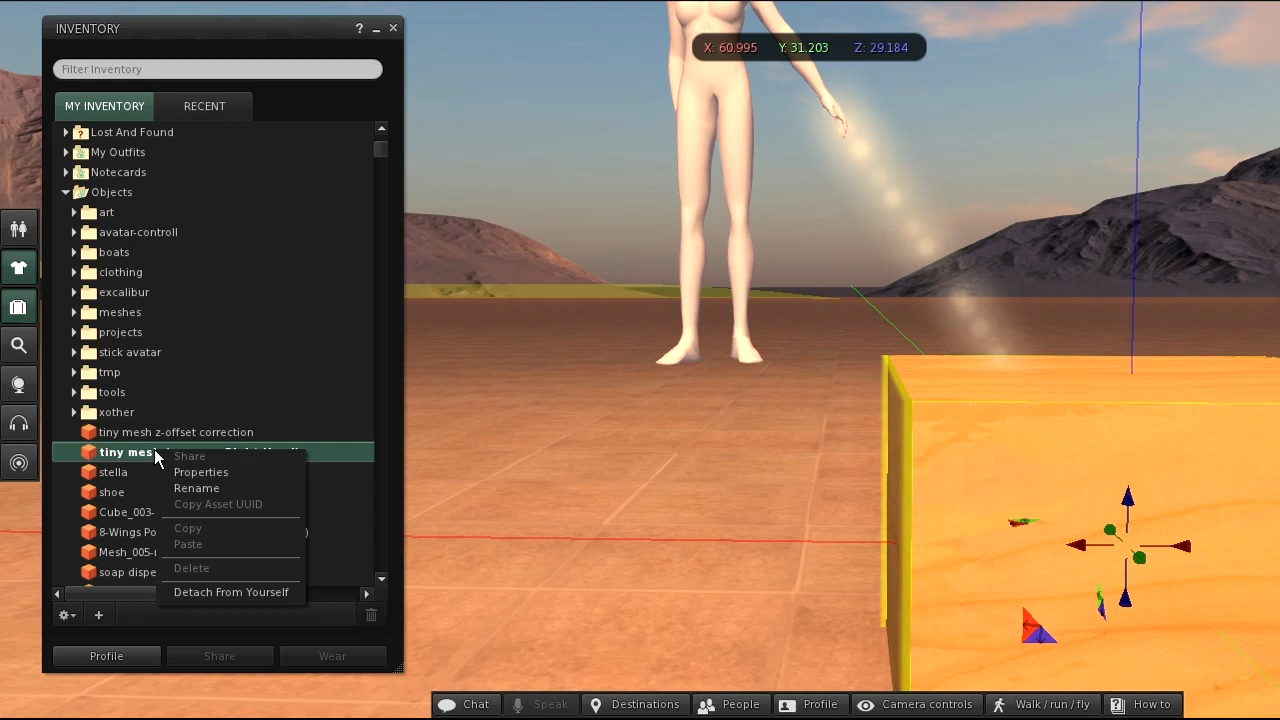 INVENTORY
?
Filter Inventory
MY INVENTORY
RECENT
Lost And Found
My Outfits
Notecards
Objects
art
avatar-controll
boats
clothing
excalibur
meshes
projects
stick avatar
tmp
tools
xother
tiny mesh z-offset correction
tiny mes
stella
shoe
Cube_003-
8-Wings Po
)
Mesh_005-
soap dispe
Share
Properties
Rename
Copy Asset UUID
Copy
Paste
Delete
Detach From Yourself
Profile
Share
Wear
X: 60.995 Y: 31.203 Z: 29.184
Chat
Speak
Destinations
People
Profile
Camera controls
Walk / run / fly
How to